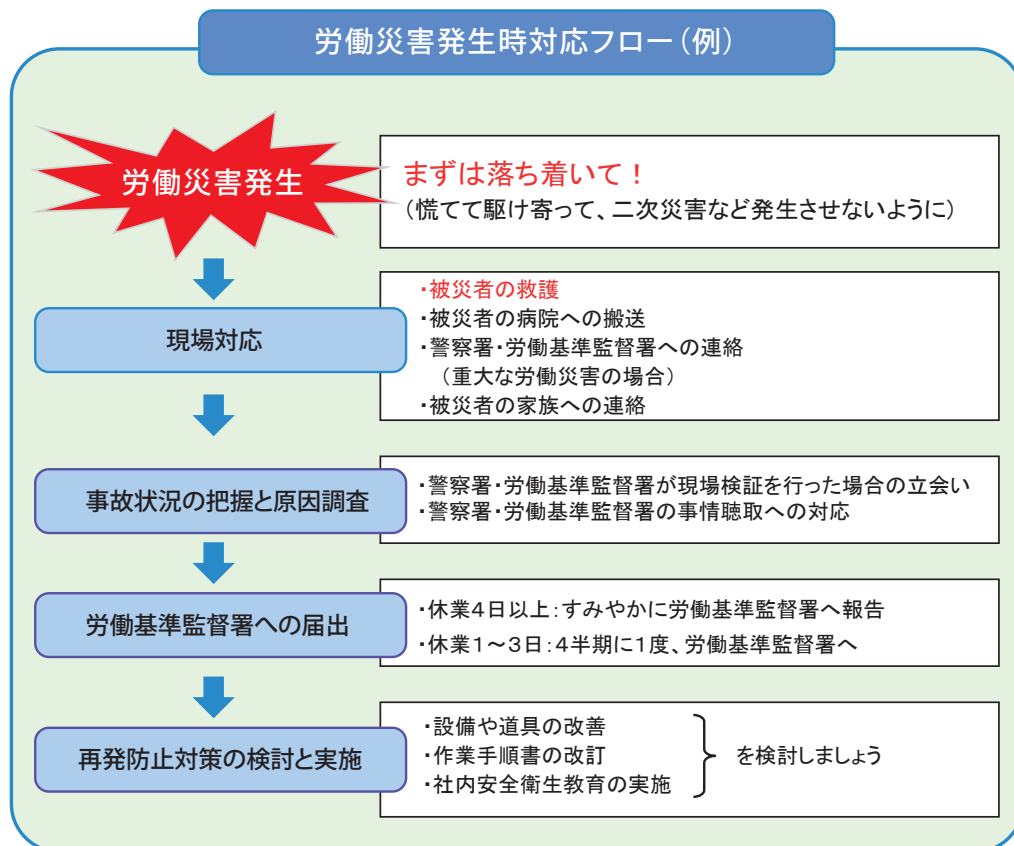 労働災害発生時対応フロー（例）
労働災害発生
まずは落ち着いて！
（慌てて駆け寄って、二次災害など発生させないように）
現場対応
・被災者の救護
・被災者の病院への搬送
・警察署・労働基準監督署への連絡
（重大な労働災害の場合）
・被災者の家族への連絡
事故状況の把握と原因調査
・警察署・労働基準監督署が現場検証を行った場合の立会い
・警察署・労働基準監督署の事情聴取への対応
労働基準監督署への届出
・休業４日以上：すみやかに労働基準監督署へ報告
・休業１～３日：４半期に１度、労働基準監督署へ
再発防止対策の検討と実施
・設備や道具の改善
・作業手順書の改訂
・社内安全衛生教育の実施
を検討しましょう